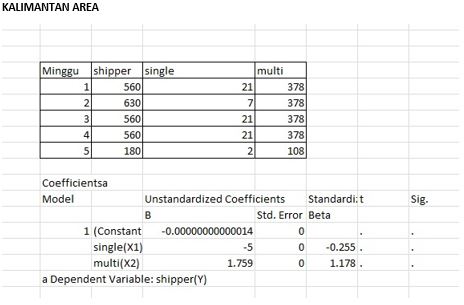 KALIMANTAN AREA
Minggu shipper single multi
1 560 21 378
2 630 7 378
3 560 21 378
4 560 21 378
5 180 2 108
Coefficientsa
Model Unstandardized Coefficients Standardi: t Sig.
B Std. Error Beta
1 (Constant -0.00000000000014 0 . .
single(X1) -5 0 -0.255 . .
multi(X2) 1.759 0 1.178 . .
a Dependent Variable: shipper(Y)